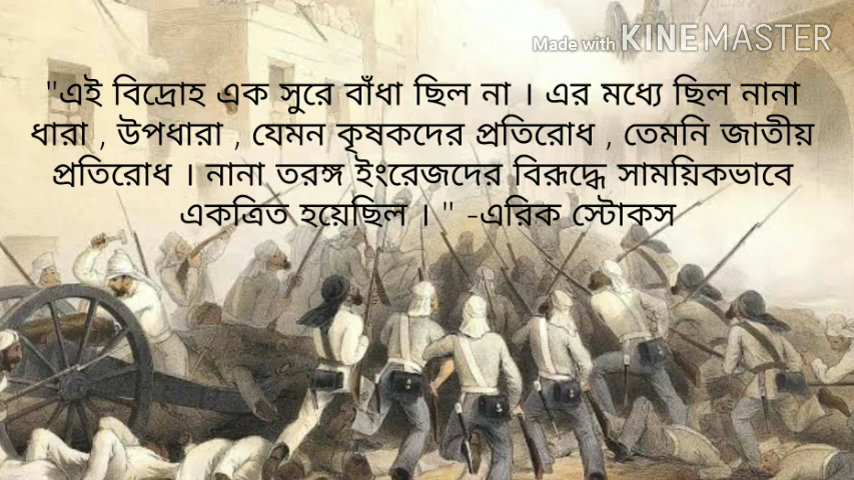 Made with KINEMASTER
"এই বিদ্রোহ এক সুরে বাঁধা ছিল না । এর মধ্যে ছিল নানা
ধারা , উপধারা , যেমন কৃষকদের প্রতিরোধ , তেমনি জাতীয়
প্রতিরোধ । নানা তরঙ্গ ইংরেজদের বিরূদ্ধে সাময়িকভাবে
একত্রিত হয়েছিল । " -এরিক স্টোকস